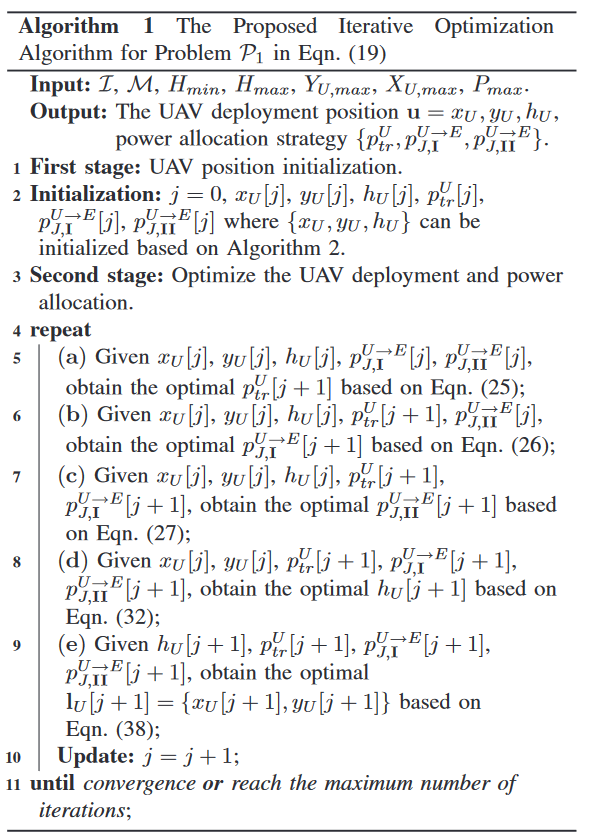 Algorithm 1 The Proposed Iterative Optimization
Algorithm for Problem $\mathcal{P}_1$ in Eqn. (19)
Input: $\mathcal{I}$, $\mathcal{M}$, $H_{min}$, $H_{max}$, $Y_{U,max}$, $X_{U,max}$, $P_{max}$.
Output: The UAV deployment position $\mathbf{u} = x_U, y_U, h_U$,
power allocation strategy $\{p_{tr}^{U}, p_{J,\mathbf{I}}^{U \to E}, p_{J,\mathbf{II}}^{U \to E}\}$.
1 First stage: UAV position initialization.
2 Initialization: $j = 0$, $x_U[j]$, $y_U[j]$, $h_U[j]$, $p_{tr}^{U}[j]$,
$p_{J,\mathbf{I}}^{U \to E}[j]$, $p_{J,\mathbf{II}}^{U \to E}[j]$ where $\{x_U, y_U, h_U\}$ can be
initialized based on Algorithm 2.
3 Second stage: Optimize the UAV deployment and power
allocation.
4 repeat
5 (a) Given $x_U[j]$, $y_U[j]$, $h_U[j]$, $p_{J,\mathbf{I}}^{U \to E}[j]$, $p_{J,\mathbf{II}}^{U \to E}[j]$,
obtain the optimal $p_{tr}^{U}[j+1]$ based on Eqn. (25);
6 (b) Given $x_U[j]$, $y_U[j]$, $h_U[j]$, $p_{tr}^{U}[j+1]$, $p_{J,\mathbf{II}}^{U \to E}[j]$,
obtain the optimal $p_{J,\mathbf{I}}^{U \to E}[j+1]$ based on Eqn. (26);
7 (c) Given $x_U[j]$, $y_U[j]$, $h_U[j]$, $p_{tr}^{U}[j+1]$,
$p_{J,\mathbf{I}}^{U \to E}[j+1]$, obtain the optimal $p_{J,\mathbf{II}}^{U \to E}[j+1]$ based
on Eqn. (27);
8 (d) Given $x_U[j]$, $y_U[j]$, $p_{tr}^{U}[j+1]$, $p_{J,\mathbf{I}}^{U \to E}[j+1]$,
$p_{J,\mathbf{II}}^{U \to E}[j+1]$, obtain the optimal $h_U[j+1]$ based on
Eqn. (32);
9 (e) Given $h_U[j+1]$, $p_{tr}^{U}[j+1]$, $p_{J,\mathbf{I}}^{U \to E}[j+1]$,
$p_{J,\mathbf{II}}^{U \to E}[j+1]$, obtain the optimal
$\mathrm{l}_U[j+1] = \{x_U[j+1], y_U[j+1]\}$ based on
Eqn. (38);
10 Update: $j = j + 1$;
11 until convergence or reach the maximum number of
iterations;